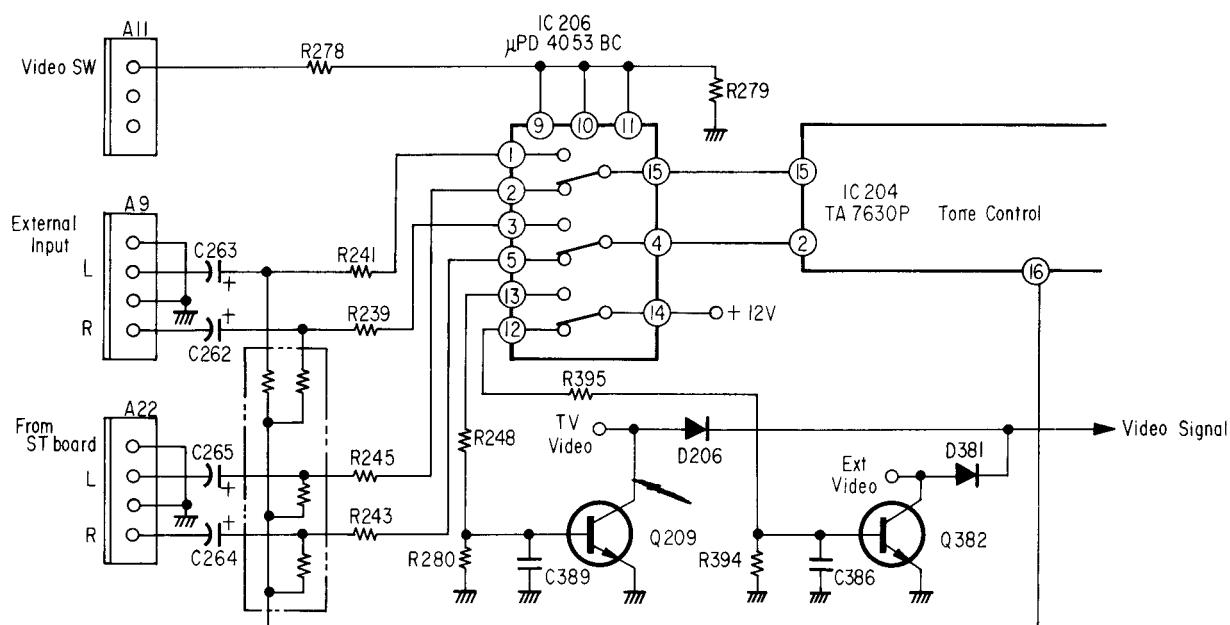 A11
Video SW
R278
IC 206
μPD 4053 BC
R279
9
10
11
1
2
3
5
13
12
15
4
14
+ 12V
15
2
16
IC 204
TA 7630P
Tone Control
A9
External
Input
L
R
C263
+
+
C262
R241
R239
A22
From
ST board
L
R
C265
+
+
C264
R245
R243
R248
R280
C389
R395
TV
Video
D206
Q209
Ext
Video
D381
Q382
R394
C386
Video Signal